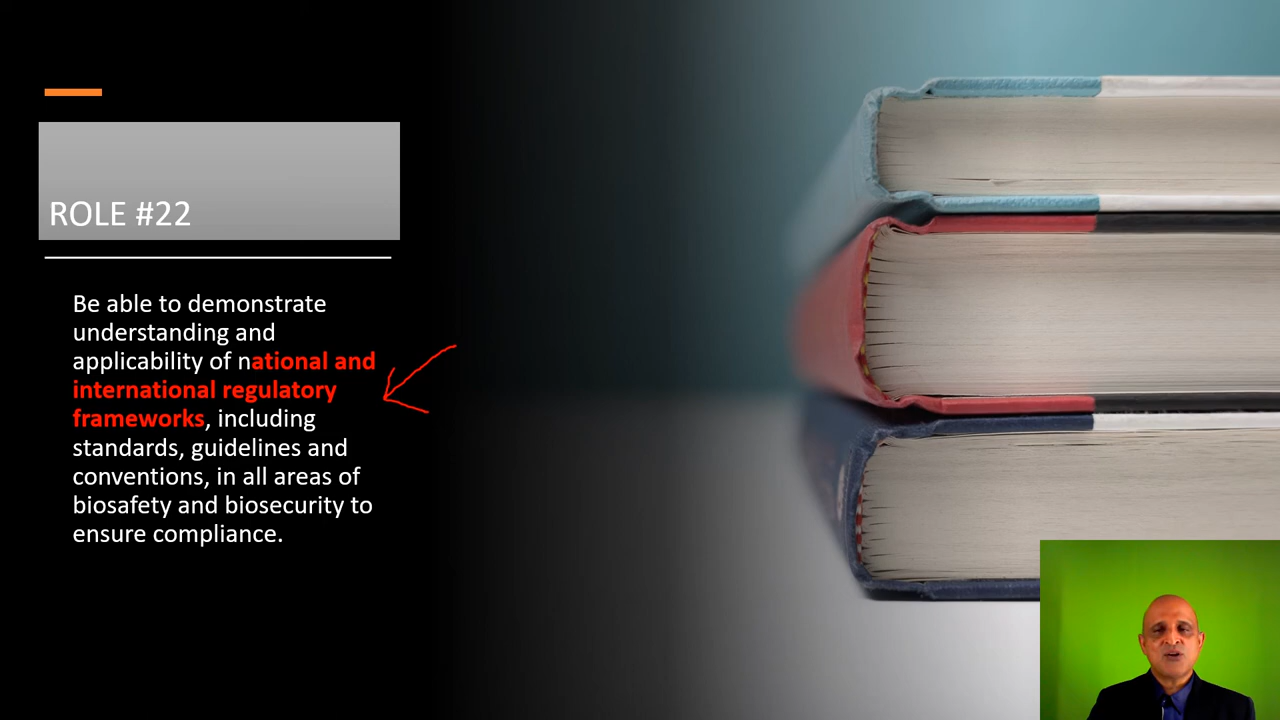 ROLE #22
Be able to demonstrate
understanding and
applicability of national and
international regulatory
frameworks, including
standards, guidelines and
conventions, in all areas of
biosafety and biosecurity to
ensure compliance.